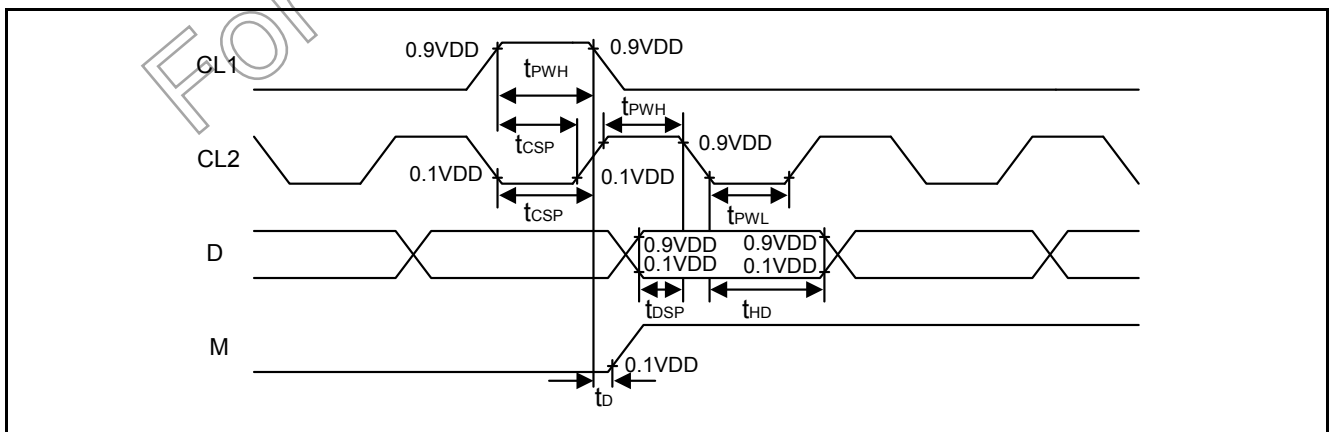 For
0.9VDD 0.9VDD
CL1
tPWH
tPWH
tCSP
0.9VDD
CL2
0.1VDD 0.1VDD
tCSP
tPWL
D
0.9VDD 0.9VDD
0.1VDD 0.1VDD
tDSP
tHD
M
0.1VDD
tD